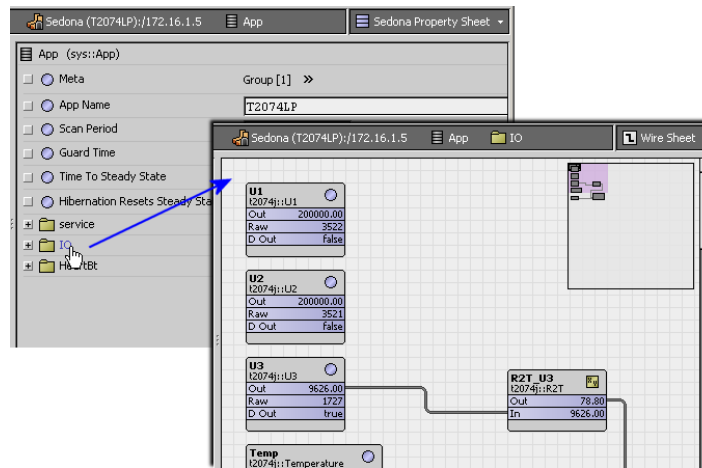 Sedona (T2074LP):/172.16.1.5 App Sedona Property Sheet
App (sys::App)
Meta Group [1] »
App Name T2074LP
Scan Period
Guard Time
Time To Steady State
Hibernation Resets Steady Sta
service
IO
HeartBt
Sedona (T2074LP):/172.16.1.5 App IO Wire Sheet
U1
t2074j::U1
Out 200000.00
Raw 3522
D Out false
U2
t2074j::U2
Out 200000.00
Raw 3521
D Out false
U3
t2074j::U3
Out 9626.00
Raw 1727
D Out true
R2T_U3
t2074j::R2T
Out 78.80
In 9626.00
Temp
t2074j::Temperature